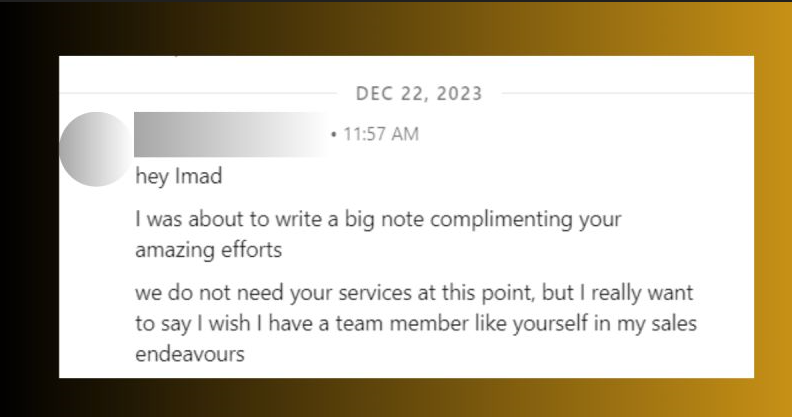 DEC 22, 2023
• 11:57 AM
hey Imad
I was about to write a big note complimenting your
amazing efforts
we do not need your services at this point, but I really want
to say I wish I have a team member like yourself in my sales
endeavours